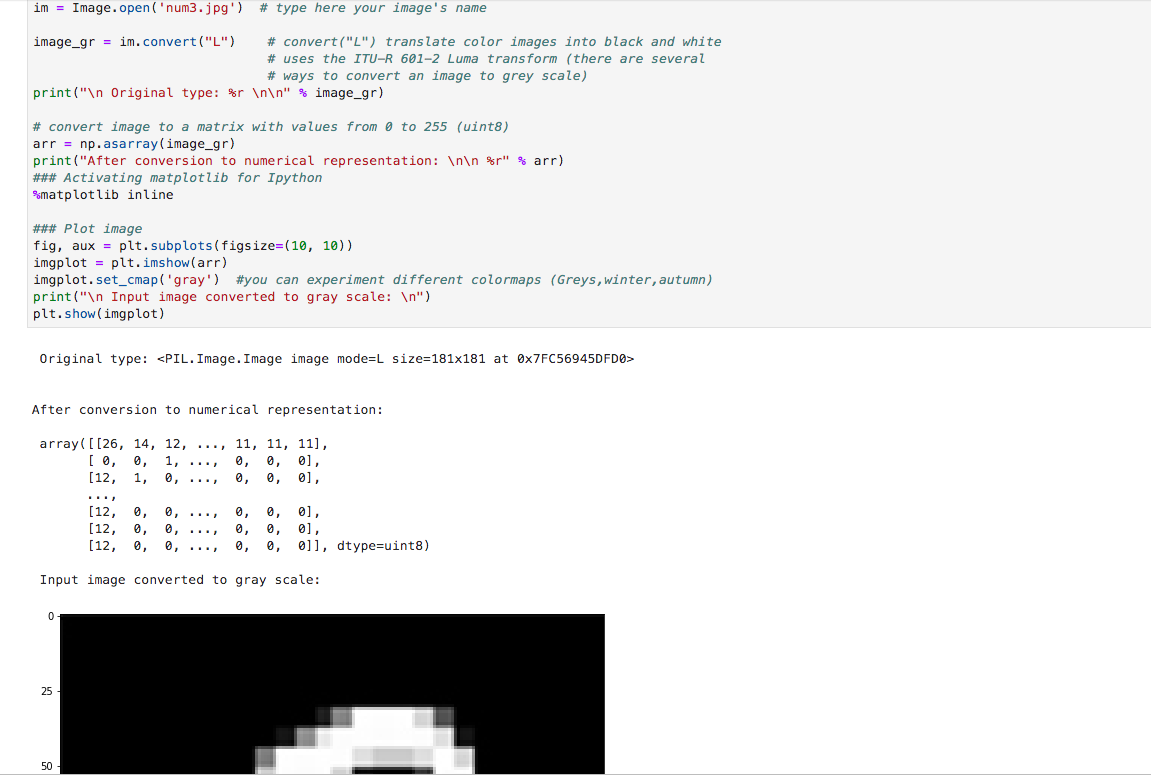 im = Image.open('num3.jpg')  # type here your image's name
image_gr = im.convert("L")    # convert("L") translate color images into black and white
# uses the ITU-R 601-2 Luma transform (there are several
# ways to convert an image to grey scale)
print("\n Original type: %r \n\n" % image_gr)
# convert image to a matrix with values from 0 to 255 (uint8)
arr = np.asarray(image_gr)
print("After conversion to numerical representation: \n\n %r" % arr)
### Activating matplotlib for Ipython
%matplotlib inline
### Plot image
fig, aux = plt.subplots(figsize=(10, 10))
imgplot = plt.imshow(arr)
imgplot.set_cmap('gray')  #you can experiment different colormaps (Greys,winter,autumn)
print("\n Input image converted to gray scale: \n")
plt.show(imgplot)
Original type: <PIL.Image.Image image mode=L size=181x181 at 0x7FC56945DFD0>
After conversion to numerical representation:
array([[26, 14, 12, ..., 11, 11, 11],
[ 0,  0,  1, ...,  0,  0,  0],
[12,  1,  0, ...,  0,  0,  0],
...,
[12,  0,  0, ...,  0,  0,  0],
[12,  0,  0, ...,  0,  0,  0],
[12,  0,  0, ...,  0,  0,  0]], dtype=uint8)
Input image converted to gray scale:
0
25
50